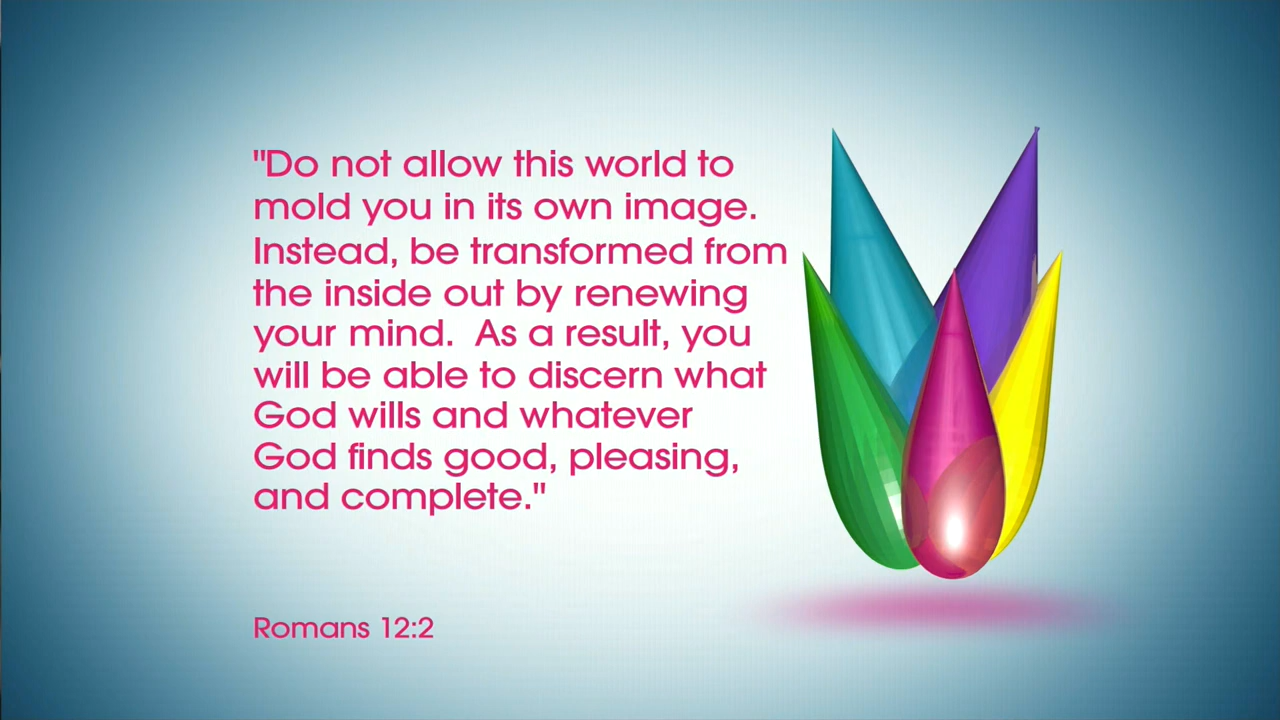 "Do not allow this world to
mold you in its own image.
Instead, be transformed from
the inside out by renewing
your mind.  As a result, you
will be able to discern what
God wills and whatever
God finds good, pleasing,
and complete."
Romans 12:2